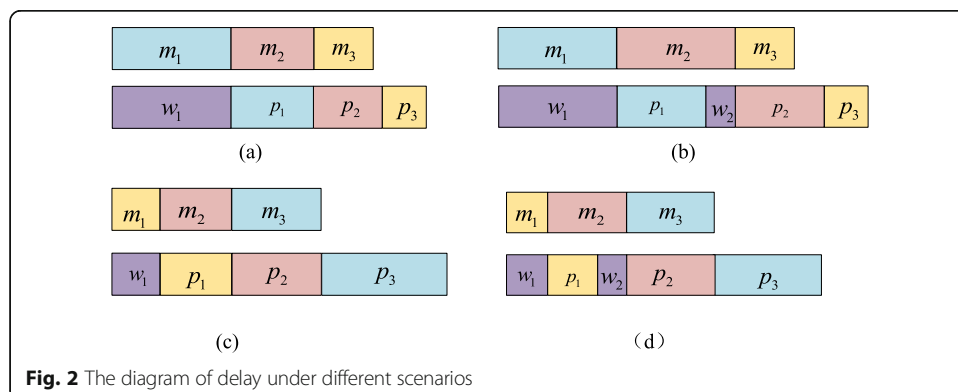 m₁ m₂ m₃
w₁ p₁ p₂ p₃
(a)
m₁ m₂ m₃
w₁ p₁ w₂ p₂ p₃
(b)
m₁ m₂ m₃
w₁ p₁ p₂ p₃
(c)
m₁ m₂ m₃
w₁ p₁ w₂ p₂ p₃
（d）
Fig. 2 The diagram of delay under different scenarios